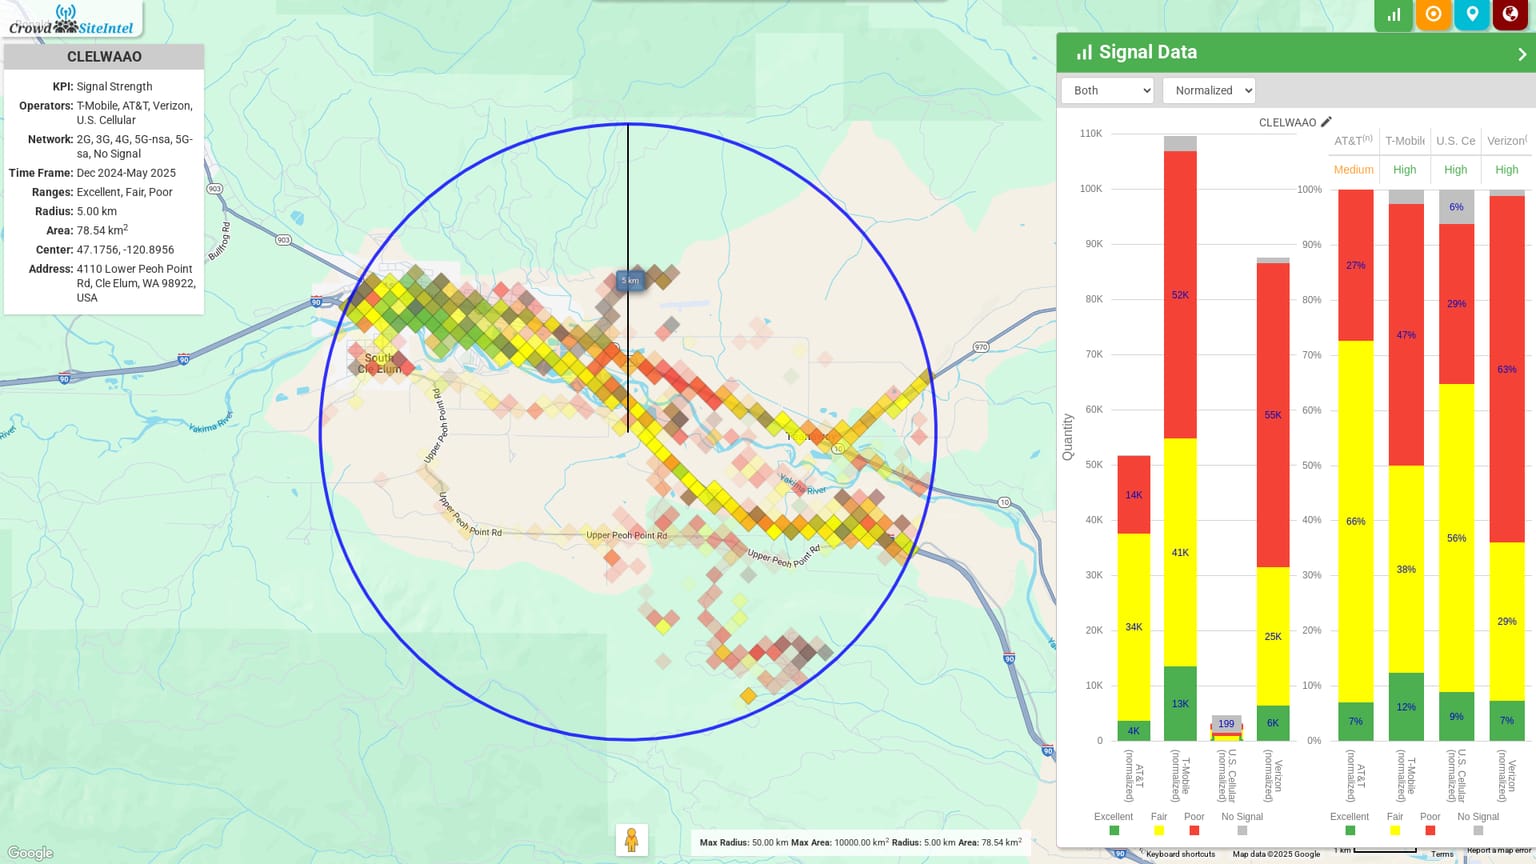 Crowd SiteIntel
CLELWAAO
KPI: Signal Strength
Operators: T-Mobile, AT&T, Verizon,
U.S. Cellular
Network: 2G, 3G, 4G, 5G-nsa, 5G-
sa, No Signal
Time Frame: Dec 2024-May 2025
Ranges: Excellent, Fair, Poor
Radius: 5.00 km
Area: 78.54 km²
Center: 47.1756, -120.8956
Address: 4110 Lower Peoh Point
Rd, Cle Elum, WA 98922,
USA
903
903
Bullfrog Rd
90
90
90
South
Cle Elum
Yakima River
River
Upper Peoh Point Rd
Upper Peoh Point Rd
Upper Peoh Point Rd
Upper Peoh Point Rd
5 km
970
10
Yakima River
10
90
90
90
Google
Max Radius: 50.00 km Max Area: 10000.00 km² Radius: 5.00 km Area: 78.54 km²
Signal Data
Both
Normalized
CLELWAAO
Quantity
110K
100K
90K
80K
70K
60K
50K
40K
30K
20K
10K
0
14K
34K
4K
52K
41K
13K
199
55K
25K
6K
AT&T
(normalized)
T-Mobile
(normalized)
U.S. Cellular
(normalized)
Verizon
(normalized)
Excellent Fair Poor No Signal
AT&T(n) T-Mobile U.S. Ce Verizon(
Medium High High High
100%
90%
80%
70%
60%
50%
40%
30%
20%
10%
0%
27%
66%
7%
47%
38%
12%
6%
29%
56%
9%
63%
29%
7%
AT&T
(normalized)
T-Mobile
(normalized)
U.S. Cellular
(normalized)
Verizon
(normalized)
Excellent Fair Poor No Signal
Keyboard shortcuts Map data ©2025 Google 1 km Terms Report a map error